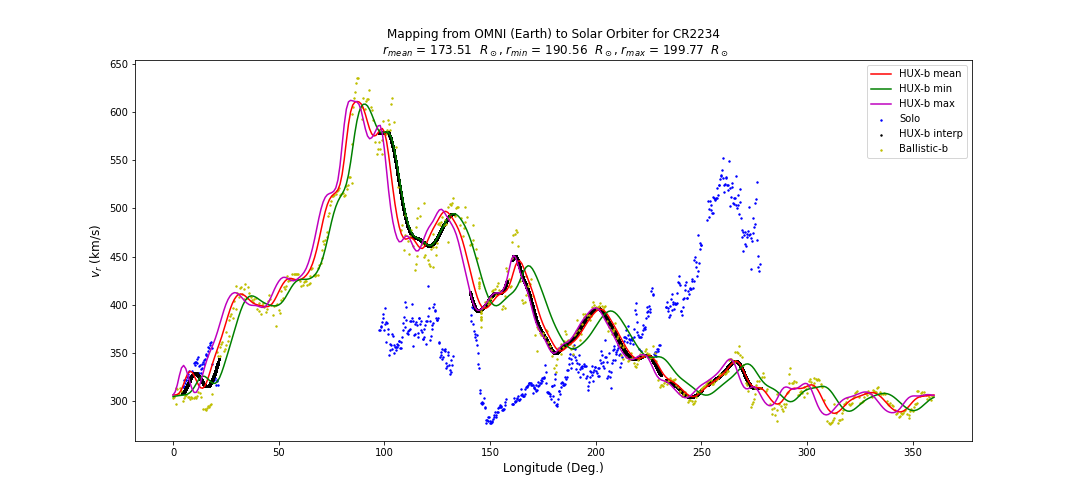 Mapping from OMNI (Earth) to Solar Orbiter for CR2234
r_mean = 173.51 R_⊙, r_min = 190.56 R_⊙, r_max = 199.77 R_⊙
650
600
550
500
450
400
350
300
v_r (km/s)
HUX-b mean
HUX-b min
HUX-b max
Solo
HUX-b interp
Ballistic-b
0 50 100 150 200 250 300 350
Longitude (Deg.)